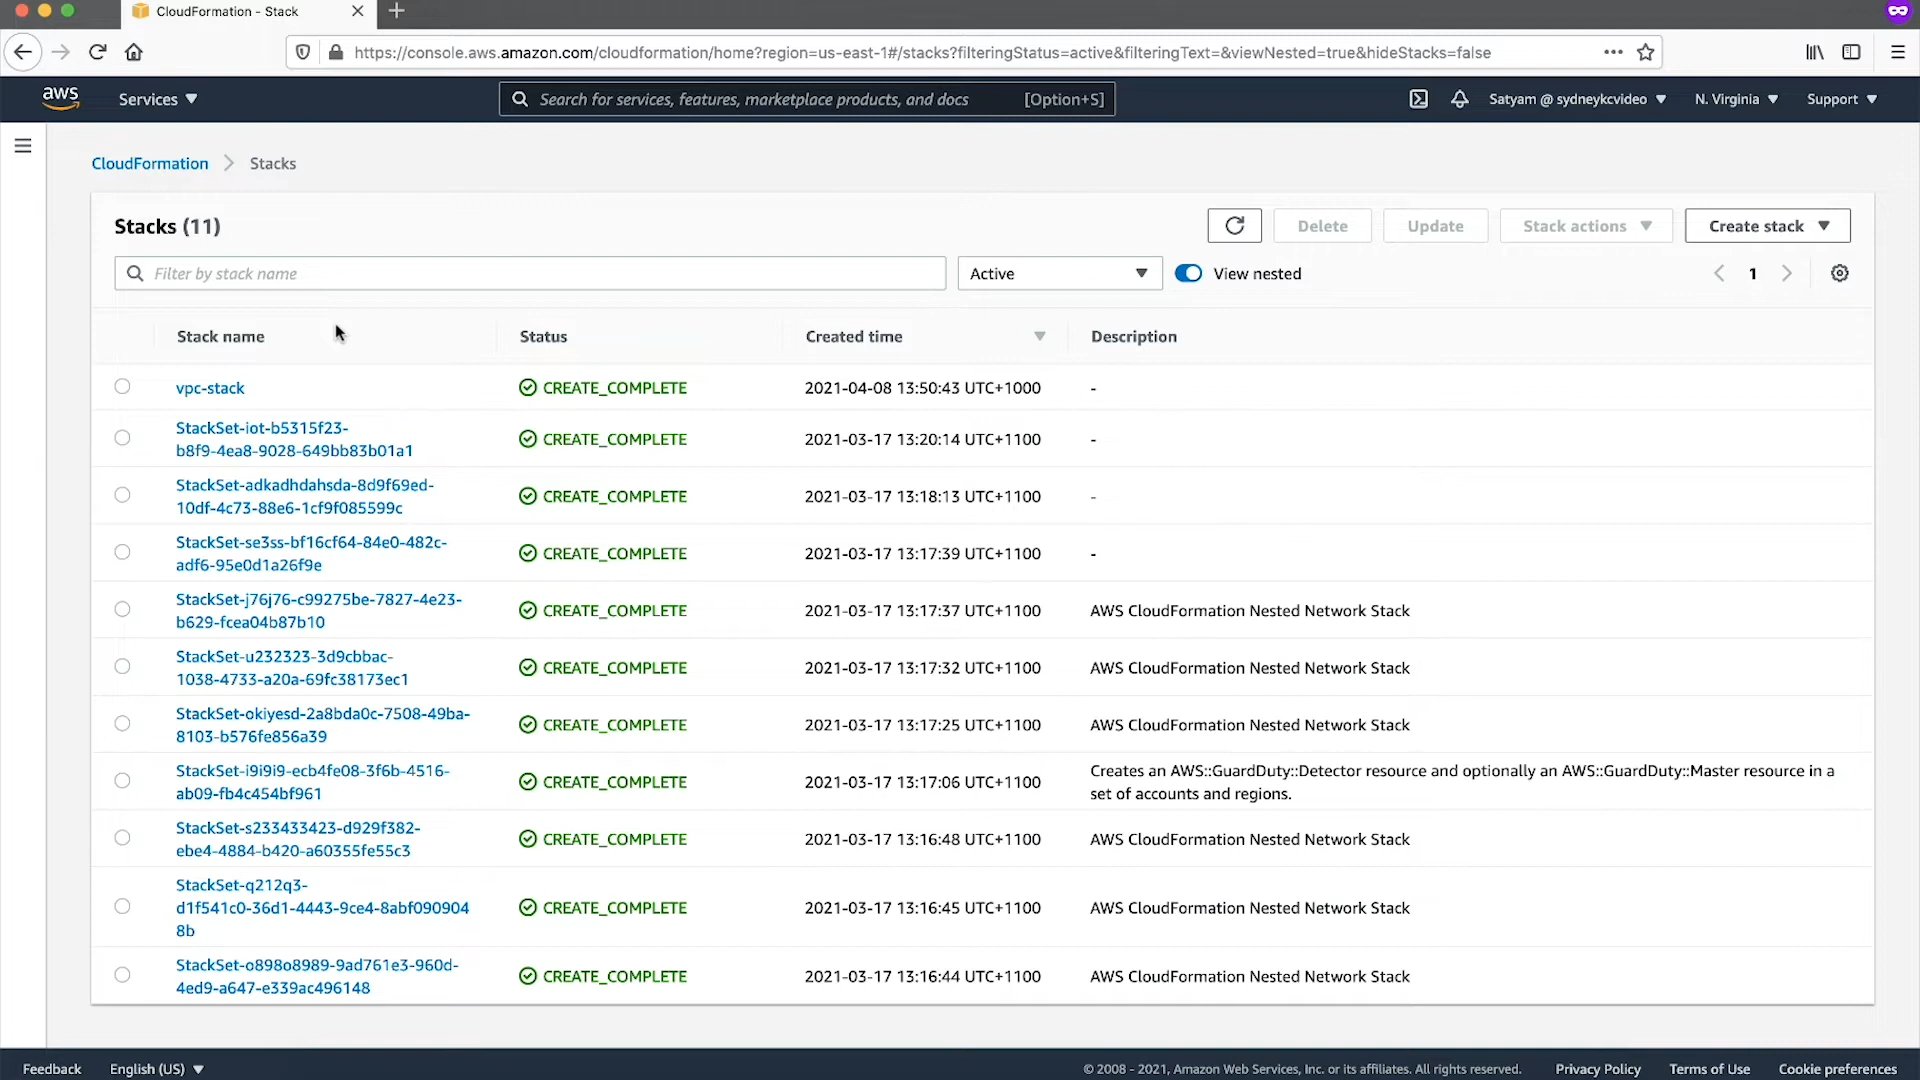 CloudFormation - Stack
https://console.aws.amazon.com/cloudformation/home?region=us-east-1#/stacks?filteringStatus=active&filteringText=&viewNested=true&hideStacks=false
aws
Services
Search for services, features, marketplace products, and docs [Option+S]
Satyam @ sydneykcvideo
N. Virginia
Support
CloudFormation
Stacks
Stacks (11)
Delete
Update
Stack actions
Create stack
Filter by stack name
Active
View nested
1
Stack name
Status
Created time
Description
vpc-stack
CREATE_COMPLETE
2021-04-08 13:50:43 UTC+1000
-
StackSet-iot-b5315f23-
b8f9-4ea8-9028-649bb83b01a1
CREATE_COMPLETE
2021-03-17 13:20:14 UTC+1100
-
StackSet-adkadhdahsda-8d9f69ed-
10df-4c73-88e6-1cf9f085599c
CREATE_COMPLETE
2021-03-17 13:18:13 UTC+1100
-
StackSet-se3ss-bf16cf64-84e0-482c-
adf6-95e0d1a26f9e
CREATE_COMPLETE
2021-03-17 13:17:39 UTC+1100
-
StackSet-j76j76-c99275be-7827-4e23-
b629-fcea04b87b10
CREATE_COMPLETE
2021-03-17 13:17:37 UTC+1100
AWS CloudFormation Nested Network Stack
StackSet-u232323-3d9cbbac-
1038-4733-a20a-69fc38173ec1
CREATE_COMPLETE
2021-03-17 13:17:32 UTC+1100
AWS CloudFormation Nested Network Stack
StackSet-okiyesd-2a8bda0c-7508-49ba-
8103-b576fe856a39
CREATE_COMPLETE
2021-03-17 13:17:25 UTC+1100
AWS CloudFormation Nested Network Stack
StackSet-i9i9i9-ecb4fe08-3f6b-4516-
ab09-fb4c454bf961
CREATE_COMPLETE
2021-03-17 13:17:06 UTC+1100
Creates an AWS::GuardDuty::Detector resource and optionally an AWS::GuardDuty::Master resource in a
set of accounts and regions.
StackSet-s233433423-d929f382-
ebe4-4884-b420-a60355fe55c3
CREATE_COMPLETE
2021-03-17 13:16:48 UTC+1100
AWS CloudFormation Nested Network Stack
StackSet-q212q3-
d1f541c0-36d1-4443-9ce4-8abf090904
8b
CREATE_COMPLETE
2021-03-17 13:16:45 UTC+1100
AWS CloudFormation Nested Network Stack
StackSet-o898o8989-9ad761e3-960d-
4ed9-a647-e339ac496148
CREATE_COMPLETE
2021-03-17 13:16:44 UTC+1100
AWS CloudFormation Nested Network Stack
Feedback
English (US)
© 2008 - 2021, Amazon Web Services, Inc. or its affiliates. All rights reserved.
Privacy Policy
Terms of Use
Cookie preferences